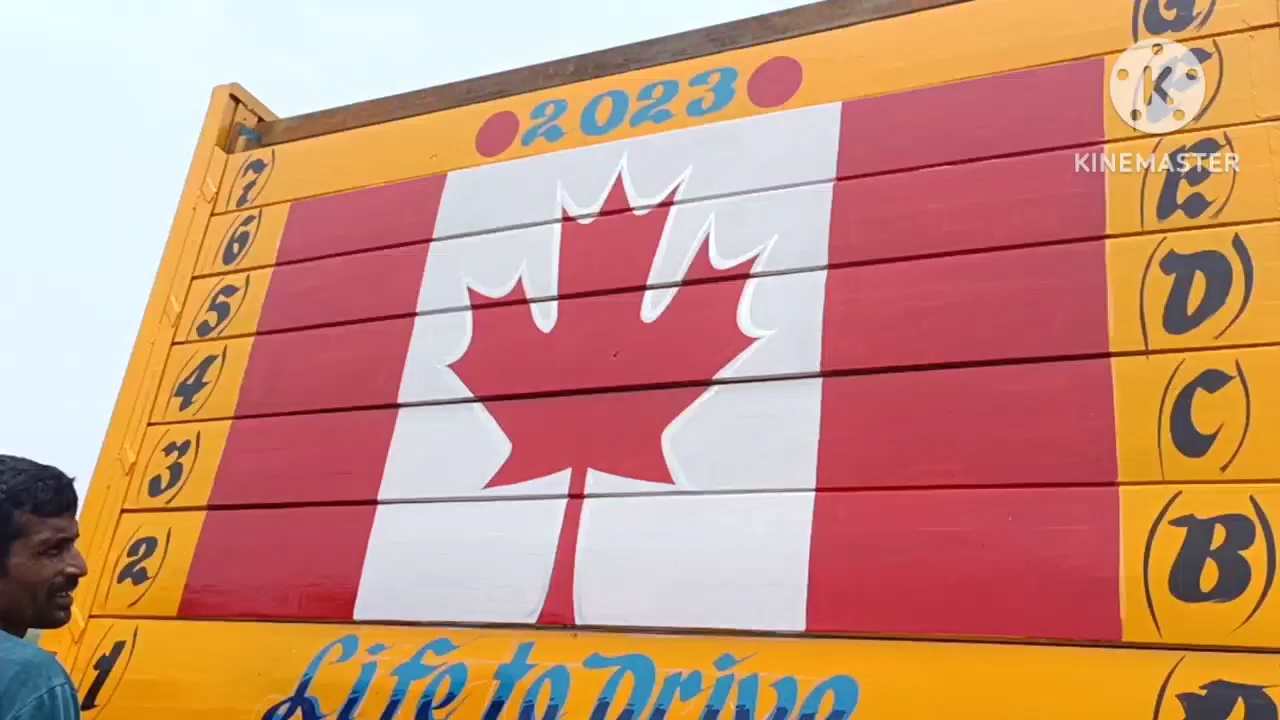 2023
(G)
(F)
(7)
KINEMASTER
(E)
(6)
(D)
(5)
(4)
(C)
(3)
(2)
(B)
(1)
Life to Drive